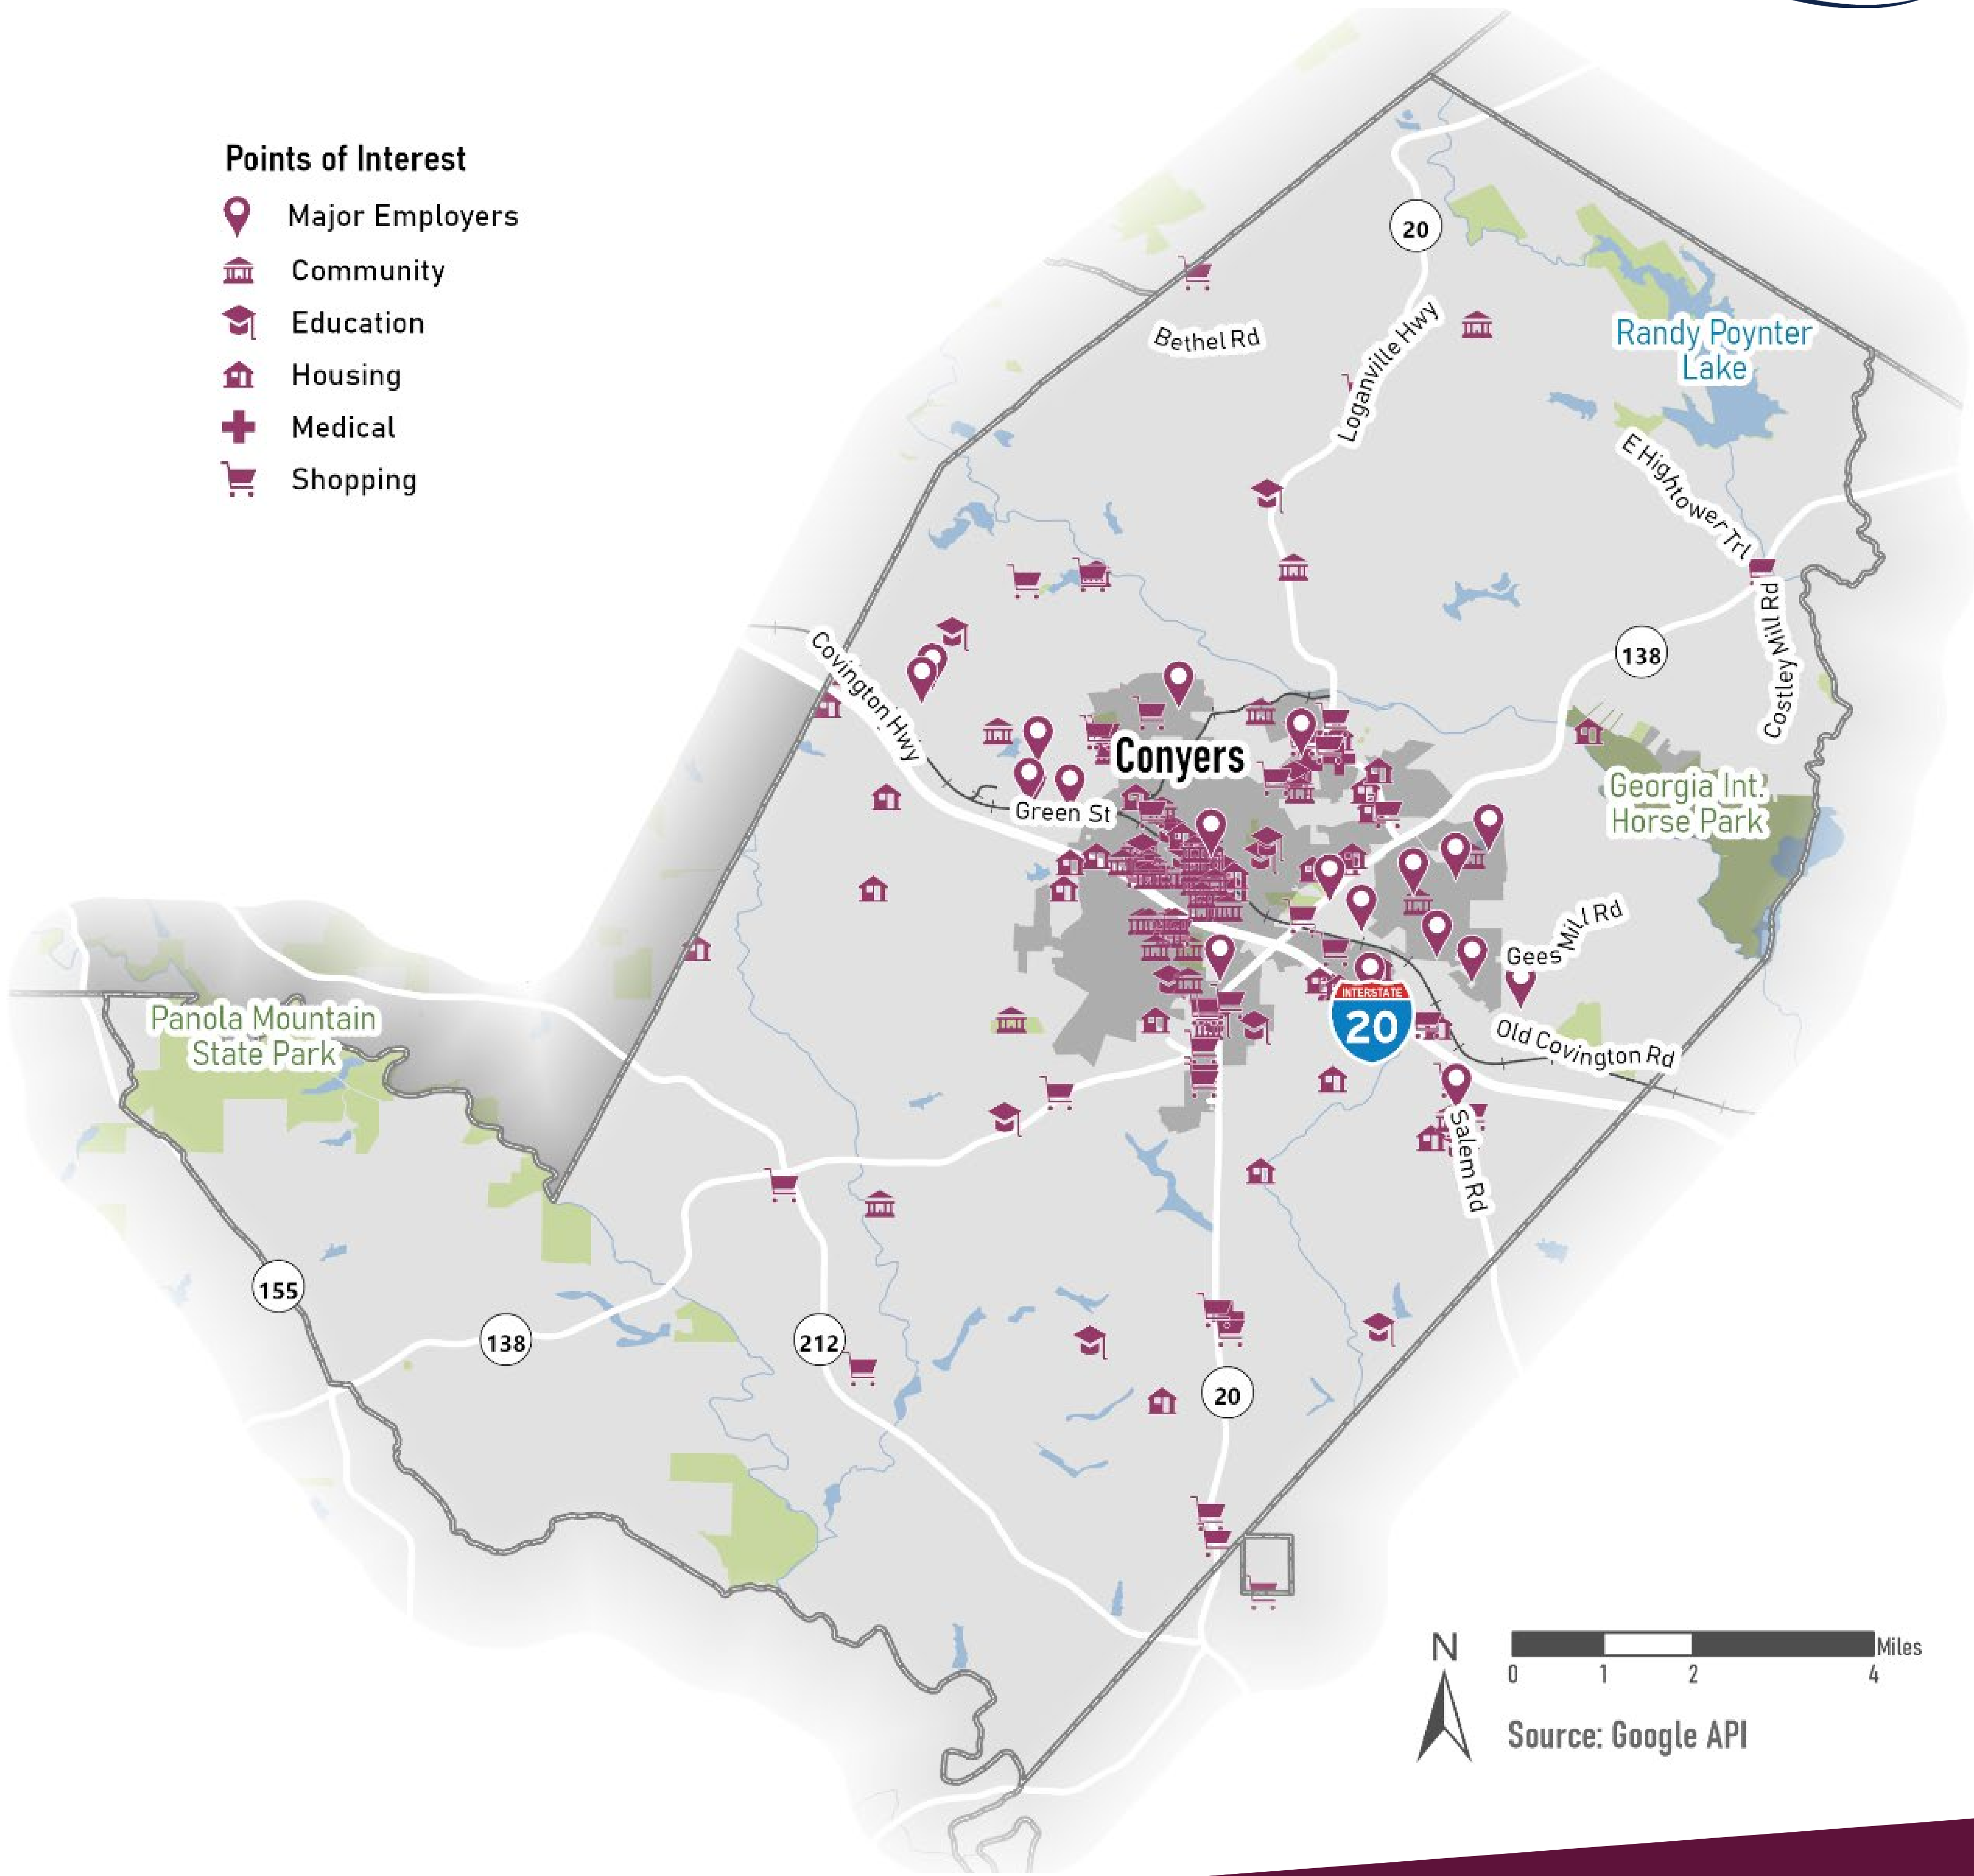 Points of Interest
Major Employers
Community
Education
Housing
Medical
Shopping
20
Bethel Rd
Loganville Hwy
Randy Poynter
Lake
E Hightower Trl
138
Costley Mill Rd
Covington Hwy
Conyers
Green St
Georgia Int.
Horse Park
Gees Mill Rd
INTERSTATE
20
Old Covington Rd
Panola Mountain
State Park
Salem Rd
155
138
212
20
N
Miles
0 1 2 4
Source: Google API